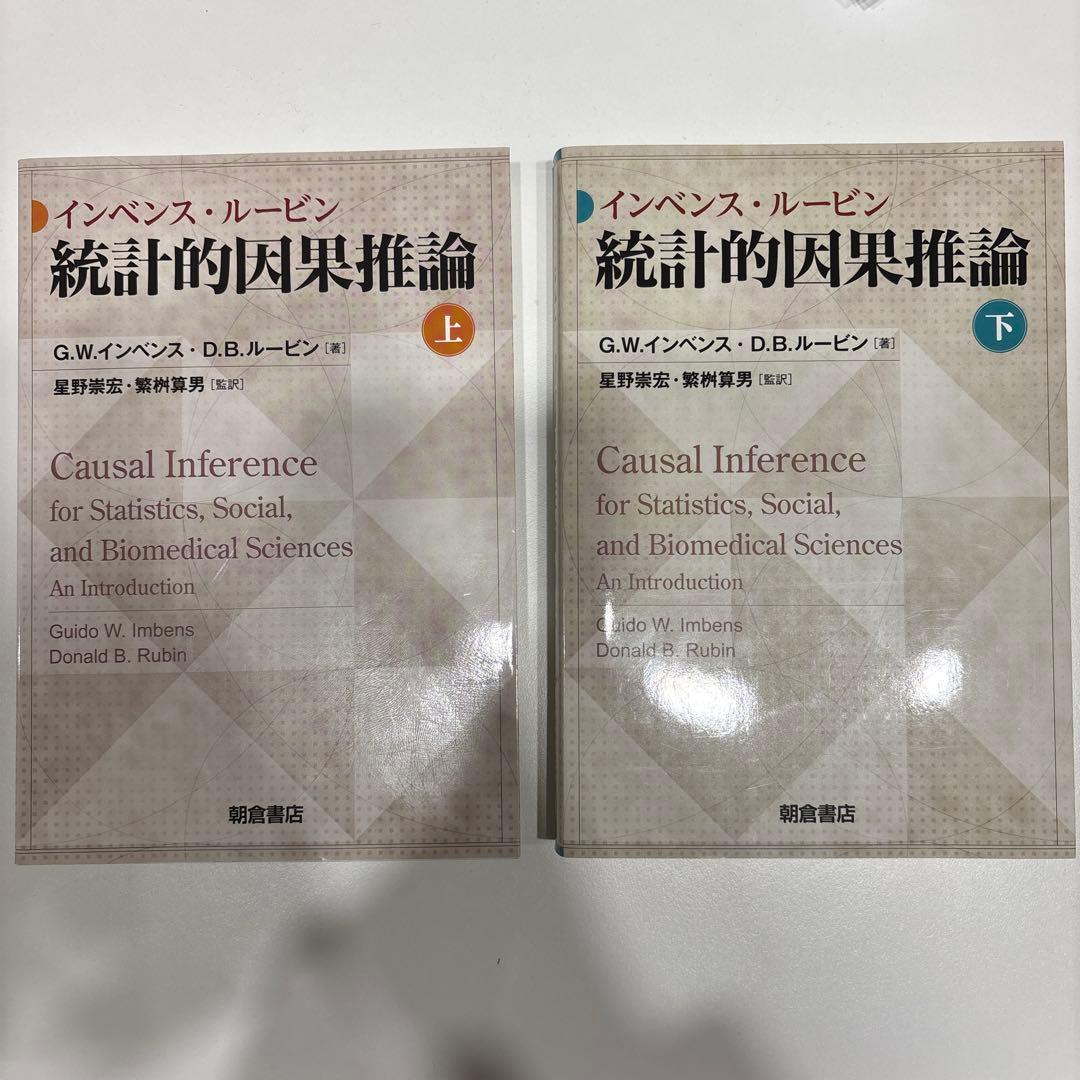 インベンス・ルービン
統計的因果推論
上
G.W.インベンス・D.B.ルービン [著]
星野崇宏・繁桝算男 [監訳]
Causal Inference
for Statistics, Social,
and Biomedical Sciences
An Introduction
Guido W. Imbens
Donald B. Rubin
朝倉書店
インベンス・ルービン
統計的因果推論
下
G.W.インベンス・D.B.ルービン [著]
星野崇宏・繁桝算男 [監訳]
Causal Inference
for Statistics, Social,
and Biomedical Sciences
An Introduction
Guido W. Imbens
Donald B. Rubin
朝倉書店